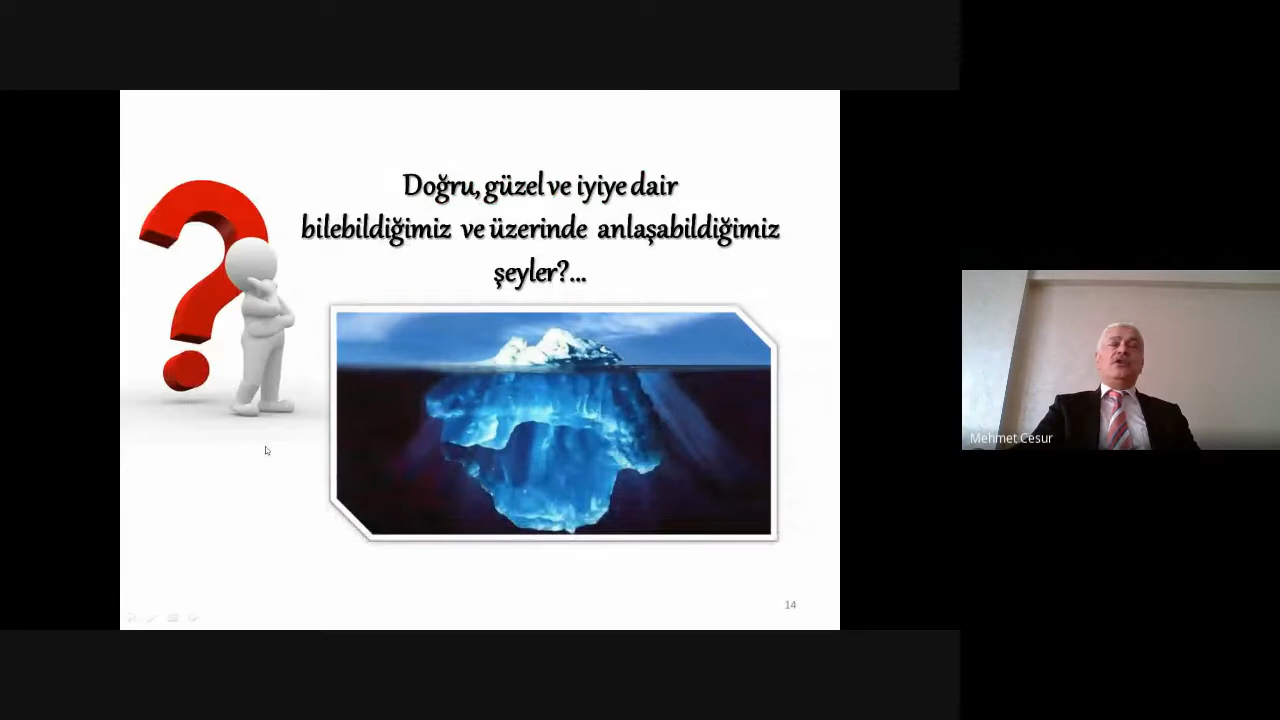 Doğru, güzel ve iyiye dair
bilebildiğimiz ve üzerinde anlaşabildiğimiz
şeyler?...
Mehmet Cesur
14